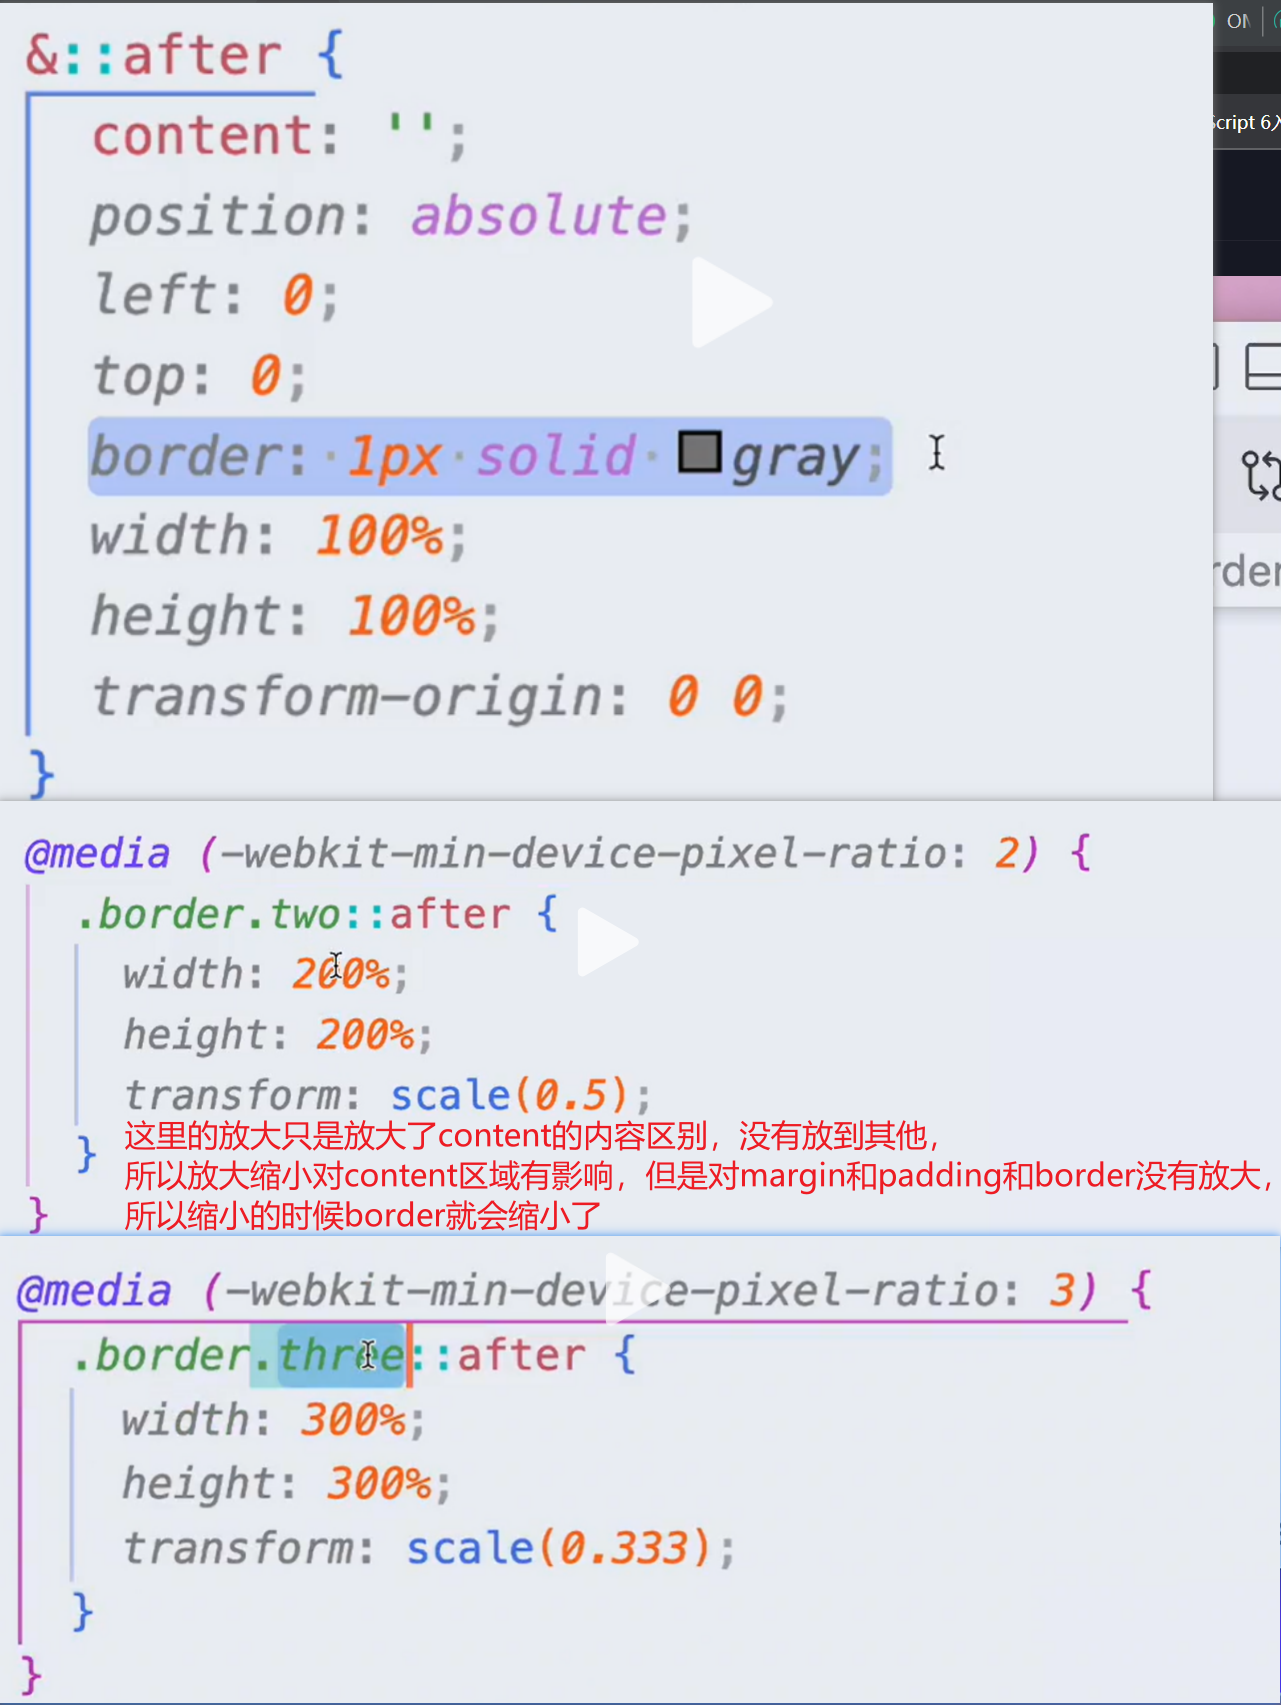 &::after {
content: '';
position: absolute;
left: 0;
top: 0;
border: 1px solid gray;
width: 100%;
height: 100%;
transform-origin: 0 0;
}
Script 6入
rder
@media (-webkit-min-device-pixel-ratio: 2) {
.border.two::after {
width: 200%;
height: 200%;
transform: scale(0.5);
}
}
这里的放大只是放大了content的内容区别，没有放到其他，
所以放大缩小对content区域有影响，但是对margin和padding和border没有放大，
所以缩小的时候border就会缩小了
@media (-webkit-min-device-pixel-ratio: 3) {
.border.three::after {
width: 300%;
height: 300%;
transform: scale(0.333);
}
}